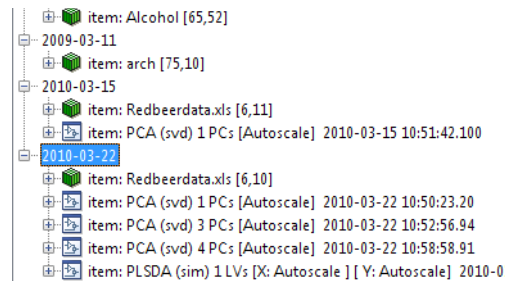 item: Alcohol [65,52]
2009-03-11
item: arch [75,10]
2010-03-15
item: Redbeerdata.xls [6,11]
item: PCA (svd) 1 PCs [Autoscale] 2010-03-15 10:51:42.100
2010-03-22
item: Redbeerdata.xls [6,10]
item: PCA (svd) 1 PCs [Autoscale] 2010-03-22 10:50:23.20
item: PCA (svd) 3 PCs [Autoscale] 2010-03-22 10:52:56.94
item: PCA (svd) 4 PCs [Autoscale] 2010-03-22 10:58:58.91
item: PLSDA (sim) 1 LVs [X: Autoscale ] [ Y: Autoscale] 2010-0